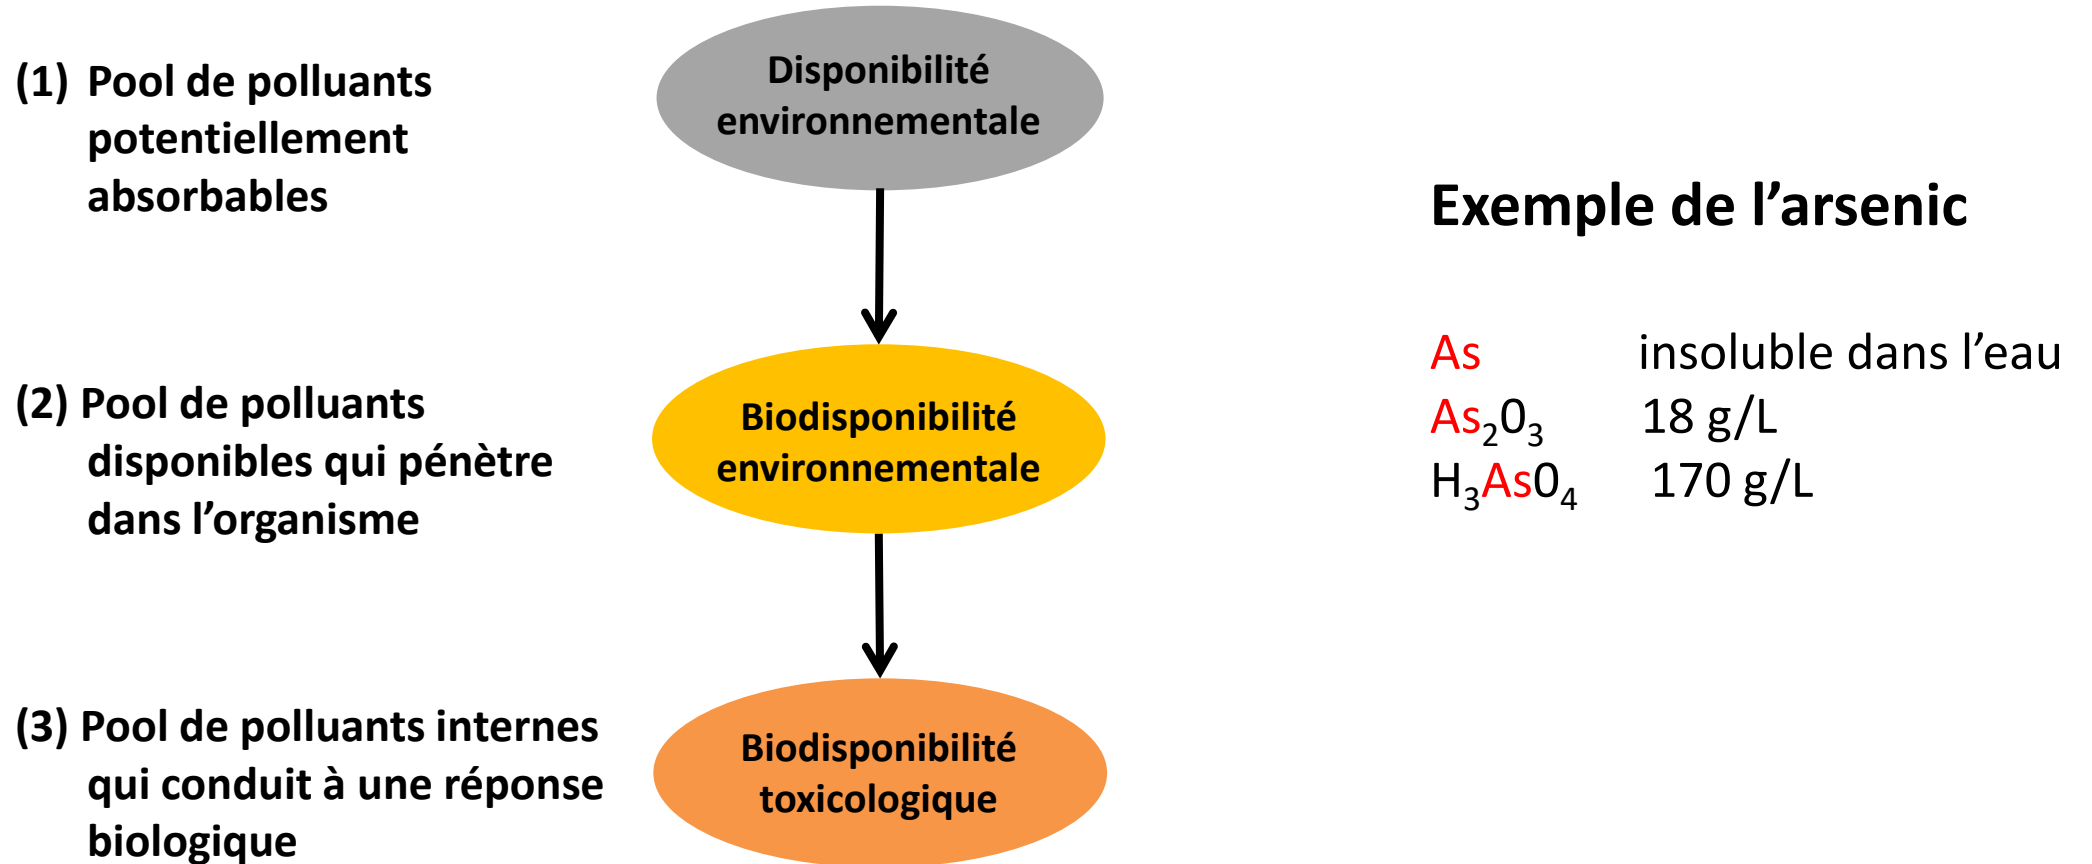 (1) Pool de polluants
potentiellement
absorbables
Disponibilité
environnementale
(2) Pool de polluants
disponibles qui pénètre
dans l’organisme
Biodisponibilité
environnementale
(3) Pool de polluants internes
qui conduit à une réponse
biologique
Biodisponibilité
toxicologique
Exemple de l’arsenic
As insoluble dans l’eau
As₂0₃ 18 g/L
H₃As0₄ 170 g/L